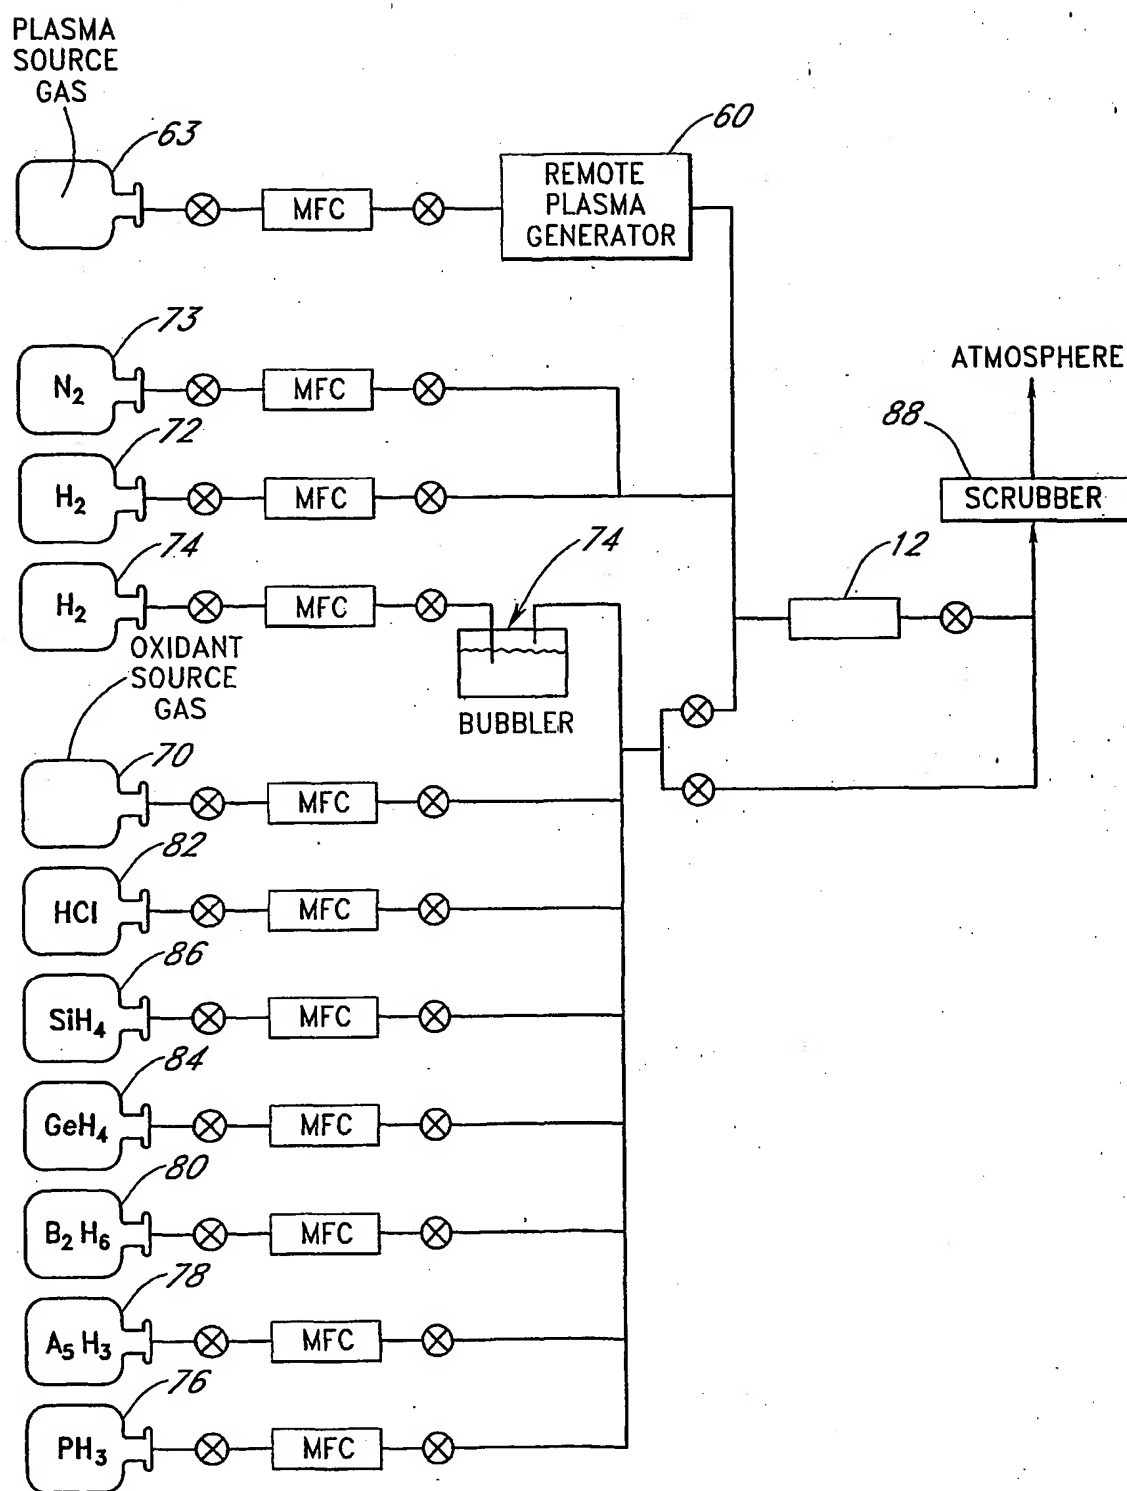 PLASMA
SOURCE
GAS
63
60
REMOTE
PLASMA
GENERATOR
MFC
73
N₂
MFC
ATMOSPHERE
72
H₂
MFC
88
SCRUBBER
74
H₂
MFC
74
12
OXIDANT
SOURCE
GAS
BUBBLER
70
MFC
82
HCl
MFC
86
SiH₄
MFC
84
GeH₄
MFC
80
B₂ H₆
MFC
78
A₅ H₃
MFC
76
PH₃
MFC